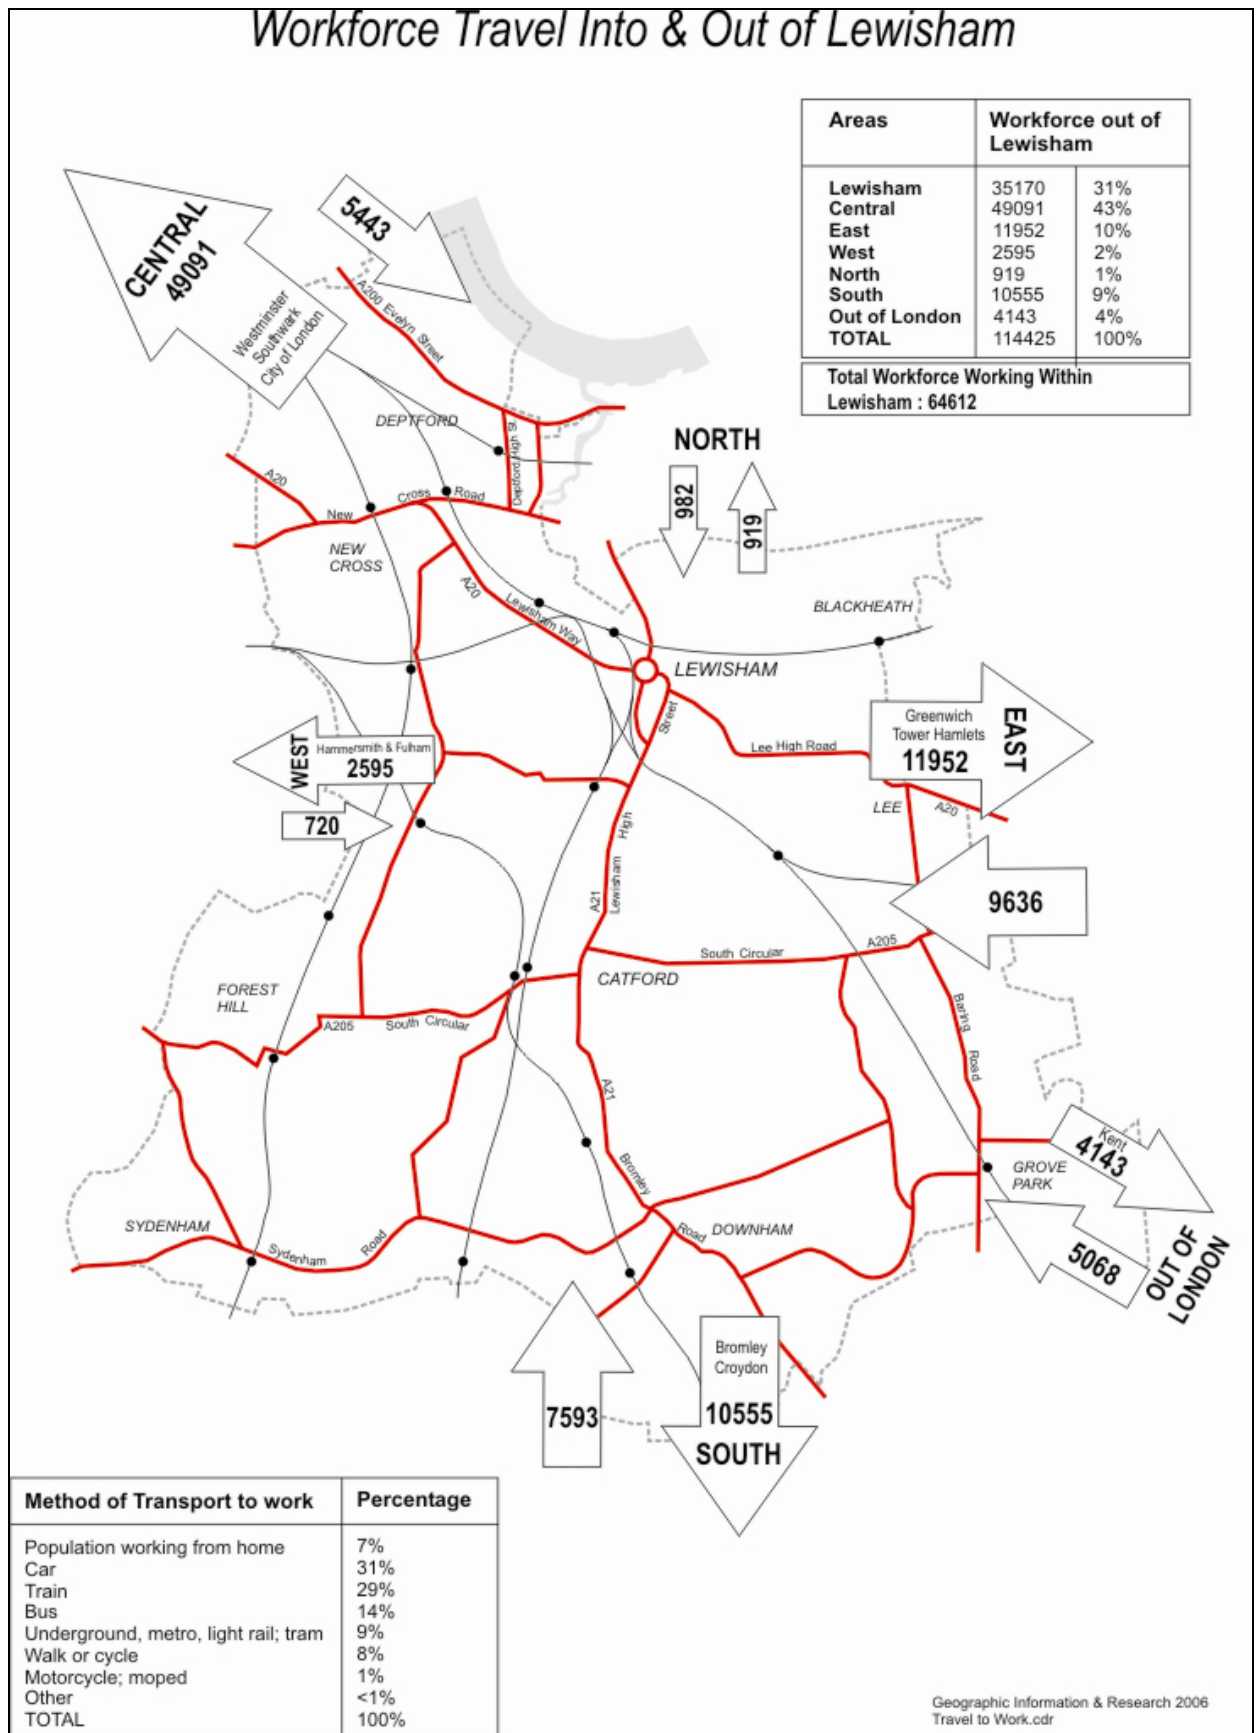 Workforce Travel Into & Out of Lewisham
Areas Workforce out of
Lewisham
Lewisham 35170 31%
Central 49091 43%
East 11952 10%
West 2595 2%
North 919 1%
South 10555 9%
Out of London 4143 4%
TOTAL 114425 100%
Total Workforce Working Within
Lewisham : 64612
CENTRAL
49091
Westminster
Southwark
City of London
5443
A200 Evelyn Street
DEPTFORD
Deptford High St.
A20
New Cross Road
NEW
CROSS
A20
Lewisham Way
NORTH
982
919
BLACKHEATH
LEWISHAM
Street
High
Lewisham
A21
Lee High Road
Greenwich
Tower Hamlets
11952
EAST
LEE
A20
WEST
Hammersmith & Fulham
2595
720
9636
South Circular
A205
CATFORD
FOREST
HILL
A205
South Circular
Baring
Road
A21
Bromley
Road
DOWNHAM
Kent
4143
GROVE
PARK
5068
OUT OF
LONDON
SYDENHAM
Sydenham
Road
7593
Bromley
Croydon
10555
SOUTH
Method of Transport to work Percentage
Population working from home 7%
Car 31%
Train 29%
Bus 14%
Underground, metro, light rail; tram 9%
Walk or cycle 8%
Motorcycle; moped 1%
Other <1%
TOTAL 100%
Geographic Information & Research 2006
Travel to Work.cdr